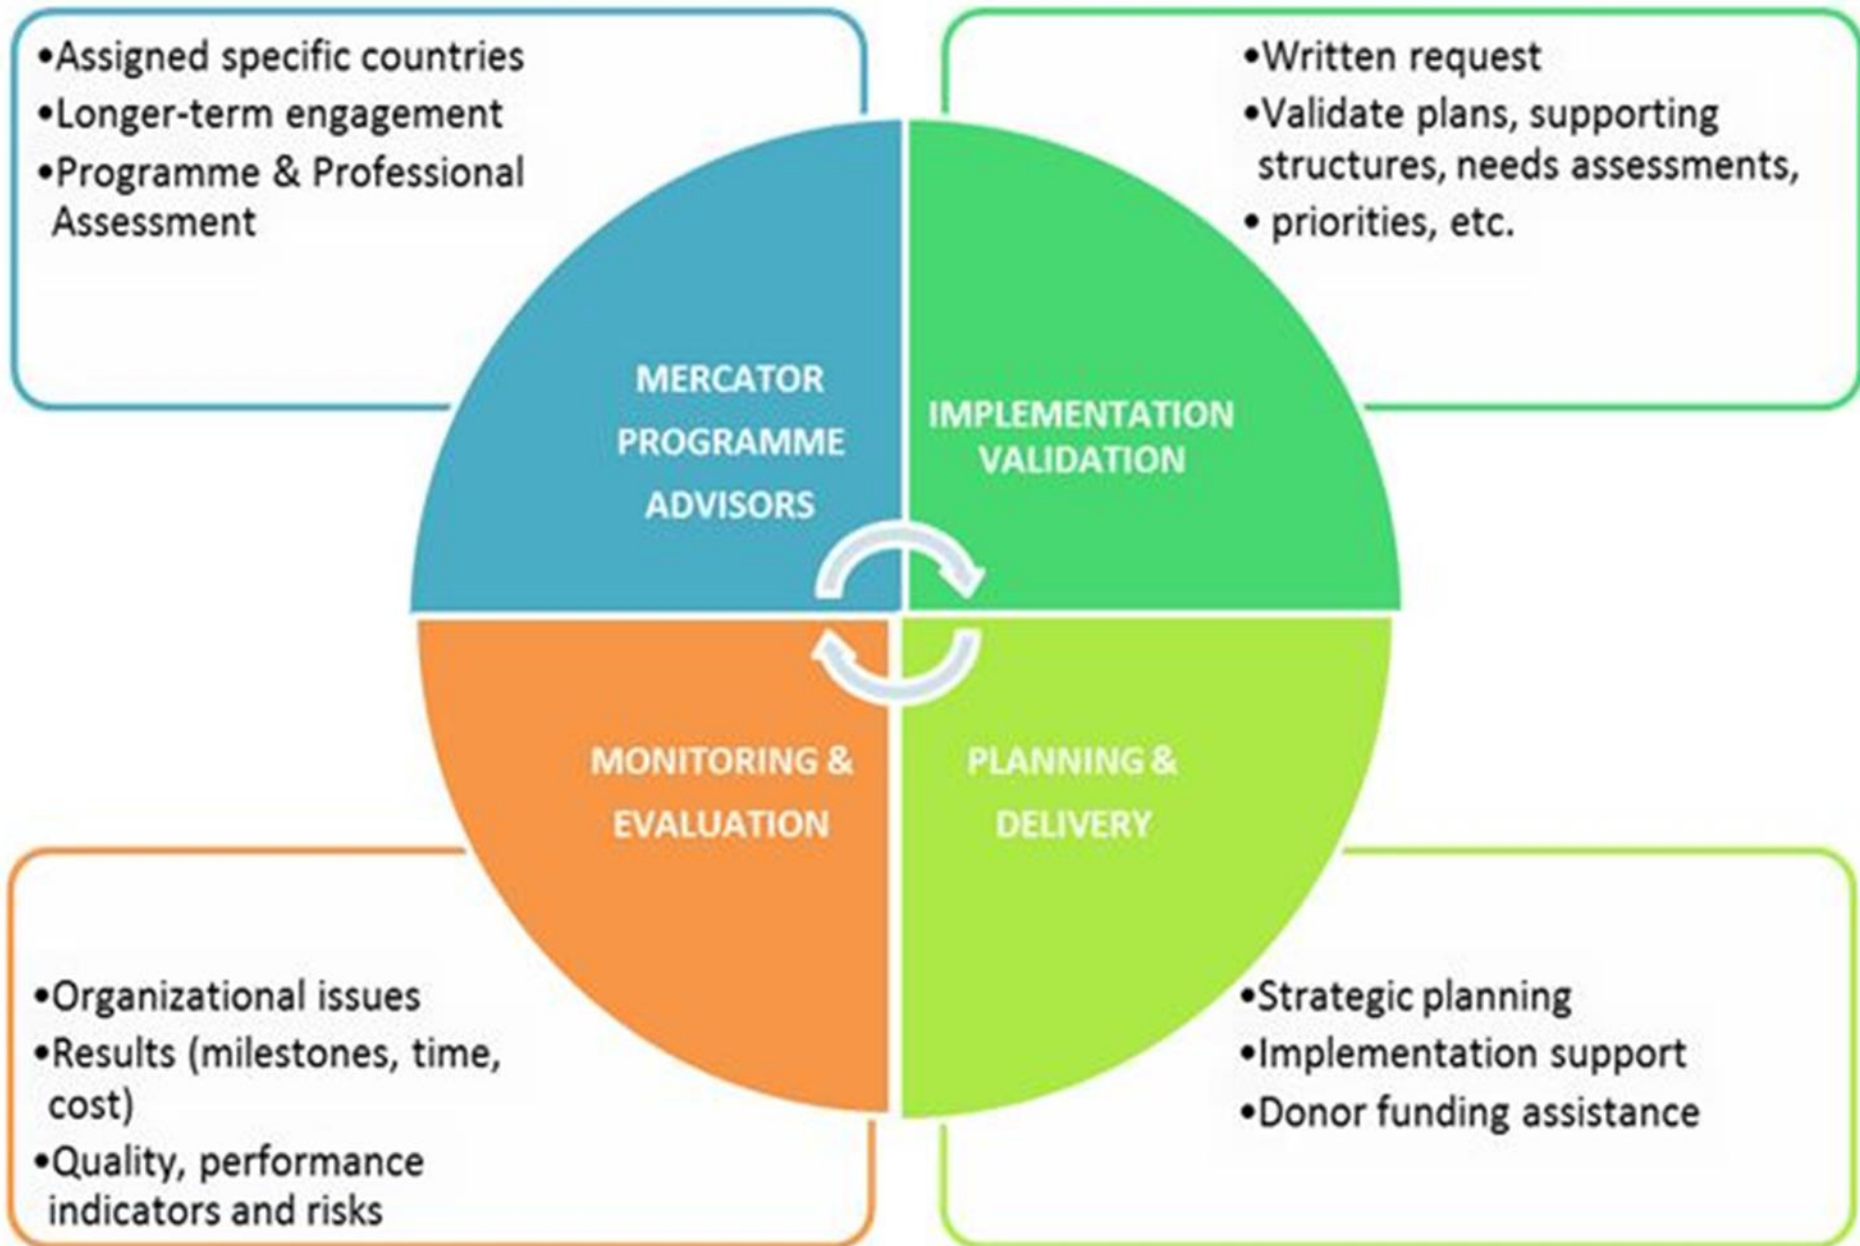 •Assigned specific countries
•Longer-term engagement
•Programme & Professional
Assessment
•Written request
•Validate plans, supporting
structures, needs assessments,
• priorities, etc.
MERCATOR
PROGRAMME
ADVISORS
IMPLEMENTATION
VALIDATION
MONITORING &
EVALUATION
PLANNING &
DELIVERY
•Organizational issues
•Results (milestones, time,
cost)
•Quality, performance
indicators and risks
•Strategic planning
•Implementation support
•Donor funding assistance